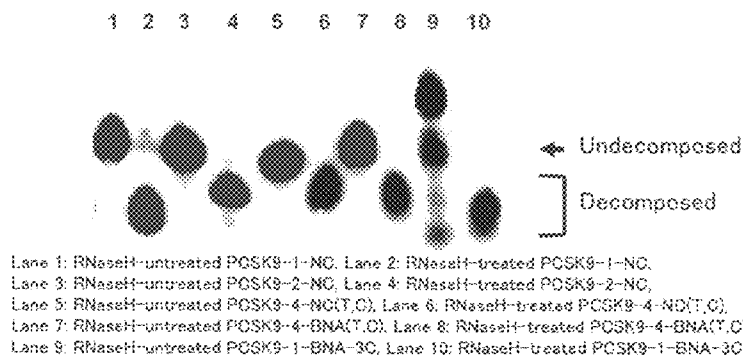 1 2 3 4 5 6 7 8 9 10
Undecomposed
Decomposed
Lane 1: RNaseH-untreated PCSK9-1-NC, Lane 2: RNaseH-treated PCSK9-1-NC,
Lane 3: RNaseH-untreated PCSK9-2-NC, Lane 4: RNaseH-treated PCSK9-2-NC,
Lane 5: RNaseH-untreated PCSK9-4-NC(T,C), Lane 6: RNaseH-treated PCSK9-4-NC(T,C),
Lane 7: RNaseH-untreated PCSK9-4-BNA(T,C), Lane 8: RNaseH-treated PCSK9-4-BNA(T,C
Lane 9: RNaseH-untreated PCSK9-1-BNA-3C, Lane 10: RNaseH-treated PCSK9-1-BNA-3C